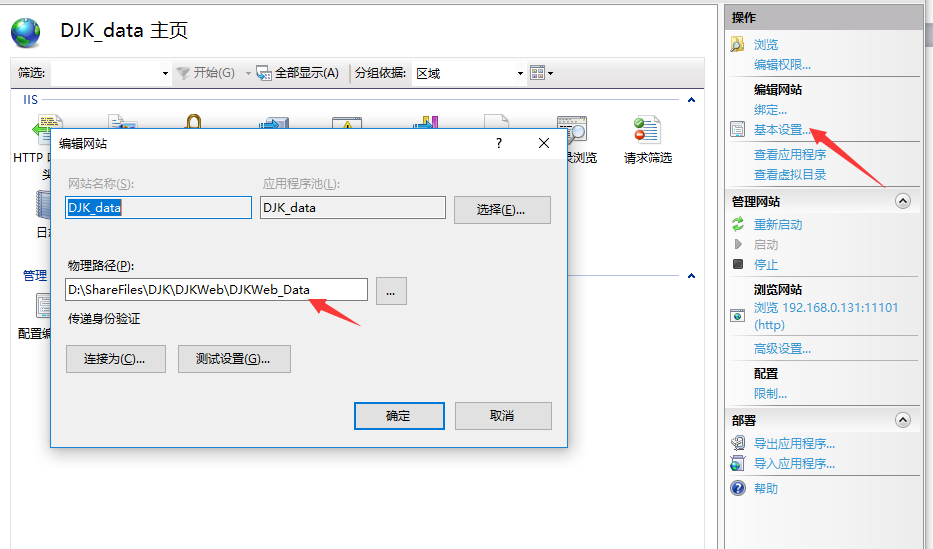 DJK_data 主页
筛选:
开始(G)
全部显示(A)
分组依据:
区域
IIS
HTTP
头
录浏览
请求筛选
管理
配置编
编辑网站
?
网站名称(S):
应用程序池(L):
DJK_data
DJK_data
选择(E)...
物理路径(P):
D:\ShareFiles\DJK\DJKWeb\DJKWeb_Data
...
传递身份验证
连接为(C)...
测试设置(G)...
确定
取消
操作
浏览
编辑权限...
编辑网站
绑定...
基本设置...
查看应用程序
查看虚拟目录
管理网站
重新启动
启动
停止
浏览网站
浏览 192.168.0.131:11101
(http)
高级设置...
配置
限制...
部署
导出应用程序...
导入应用程序...
帮助